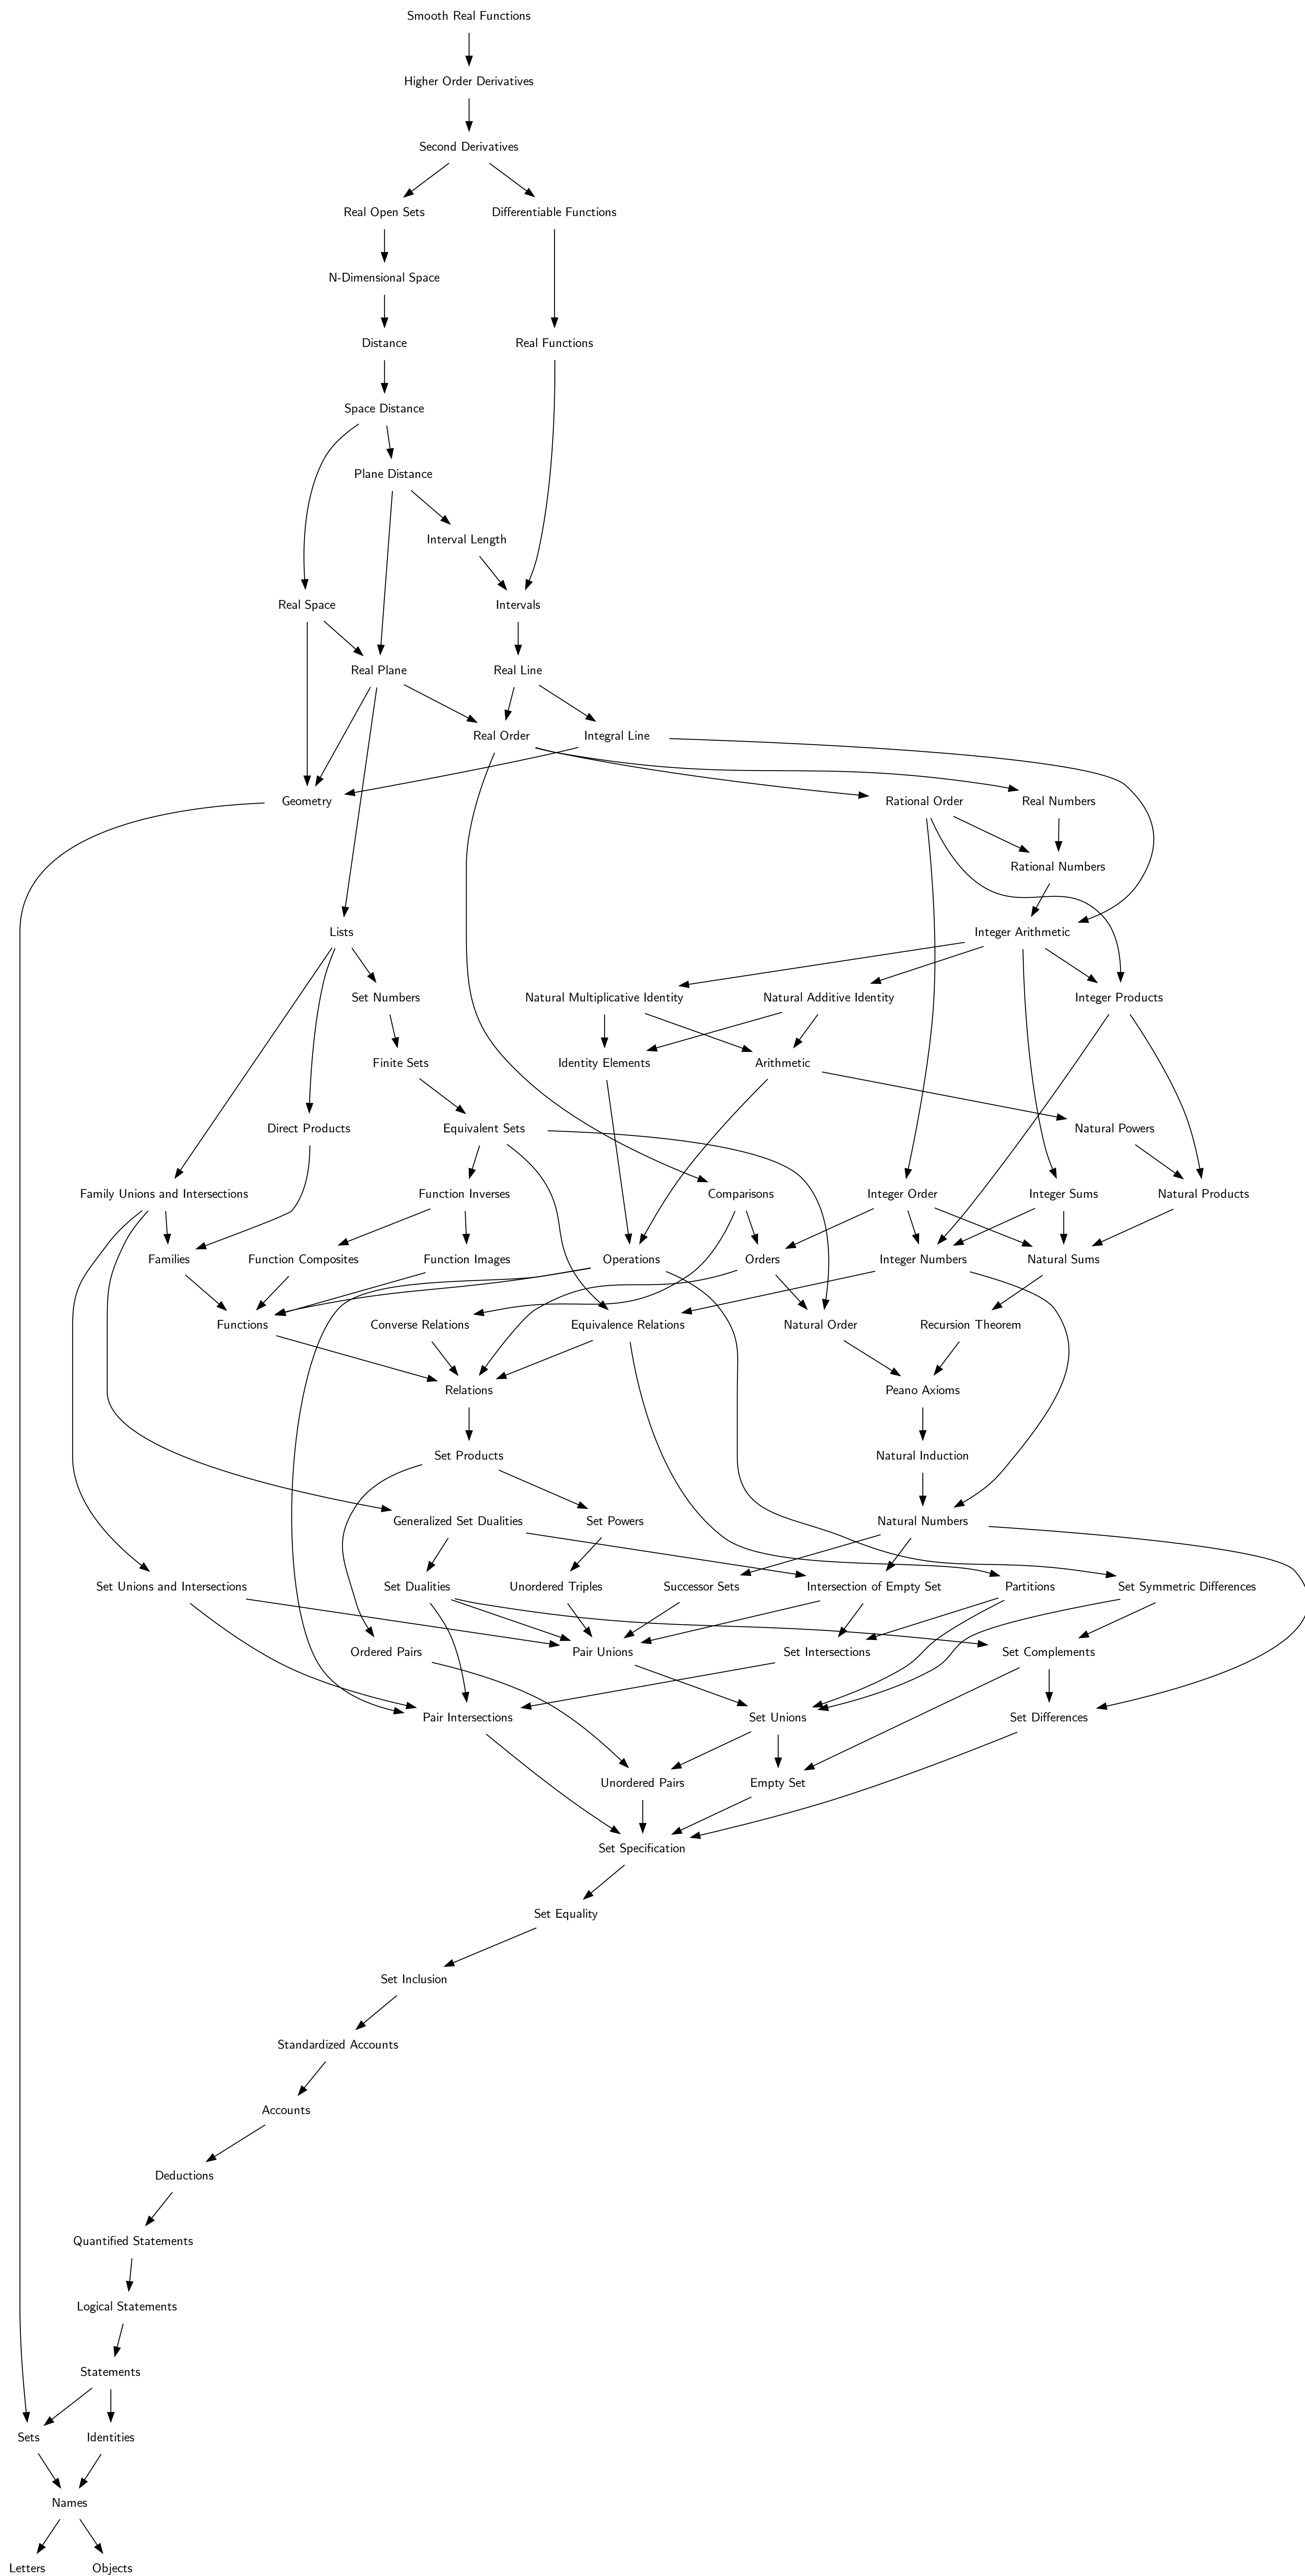 Smooth Real Functions
Higher Order Derivatives
Second Derivatives
Real Open Sets
Differentiable Functions
N-Dimensional Space
Distance
Real Functions
Space Distance
Plane Distance
Interval Length
Real Space
Intervals
Real Plane
Real Line
Real Order
Integral Line
Geometry
Rational Order
Real Numbers
Rational Numbers
Lists
Integer Arithmetic
Set Numbers
Natural Multiplicative Identity
Natural Additive Identity
Integer Products
Finite Sets
Identity Elements
Arithmetic
Direct Products
Equivalent Sets
Natural Powers
Family Unions and Intersections
Function Inverses
Comparisons
Integer Order
Integer Sums
Natural Products
Families
Function Composites
Function Images
Operations
Orders
Integer Numbers
Natural Sums
Functions
Converse Relations
Equivalence Relations
Natural Order
Recursion Theorem
Relations
Peano Axioms
Set Products
Natural Induction
Generalized Set Dualities
Set Powers
Natural Numbers
Set Unions and Intersections
Set Dualities
Unordered Triples
Successor Sets
Intersection of Empty Set
Partitions
Set Symmetric Differences
Ordered Pairs
Pair Unions
Set Intersections
Set Complements
Pair Intersections
Set Unions
Set Differences
Unordered Pairs
Empty Set
Set Specification
Set Equality
Set Inclusion
Standardized Accounts
Accounts
Deductions
Quantified Statements
Logical Statements
Statements
Sets
Identities
Names
Letters
Objects